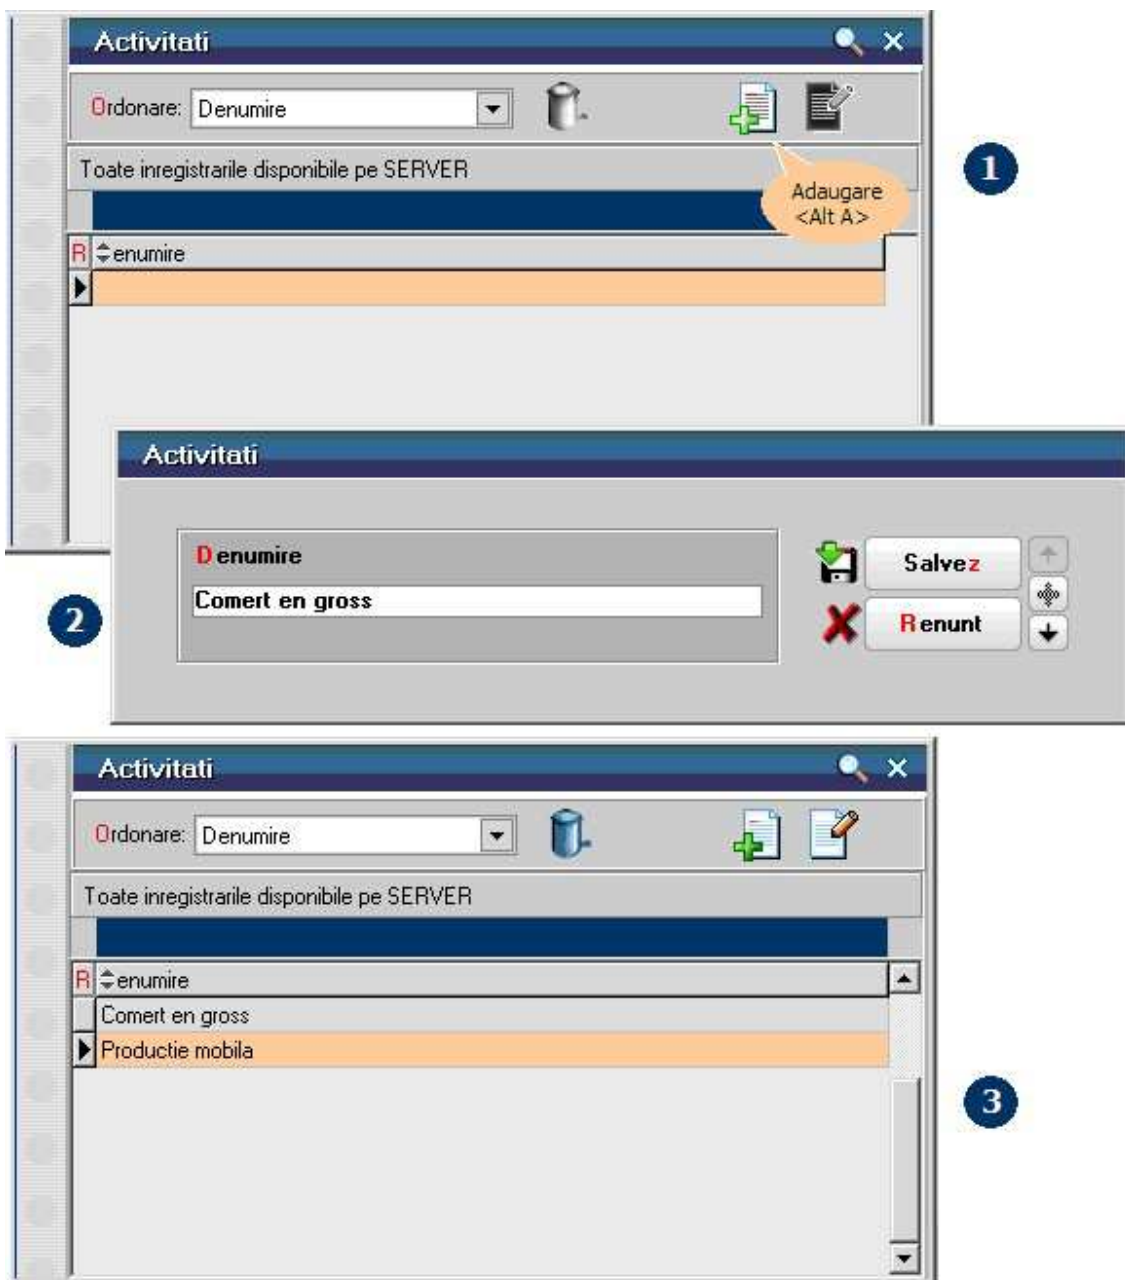 Activitati
Ordonare: Denumire
Toate inregistrarile disponibile pe SERVER
Adaugare
<Alt A>
1
R enumire
Activitati
Denumire
Comert en gross
Salvez
Renunt
2
Activitati
Ordonare: Denumire
Toate inregistrarile disponibile pe SERVER
R enumire
Comert en gross
Productie mobila
3